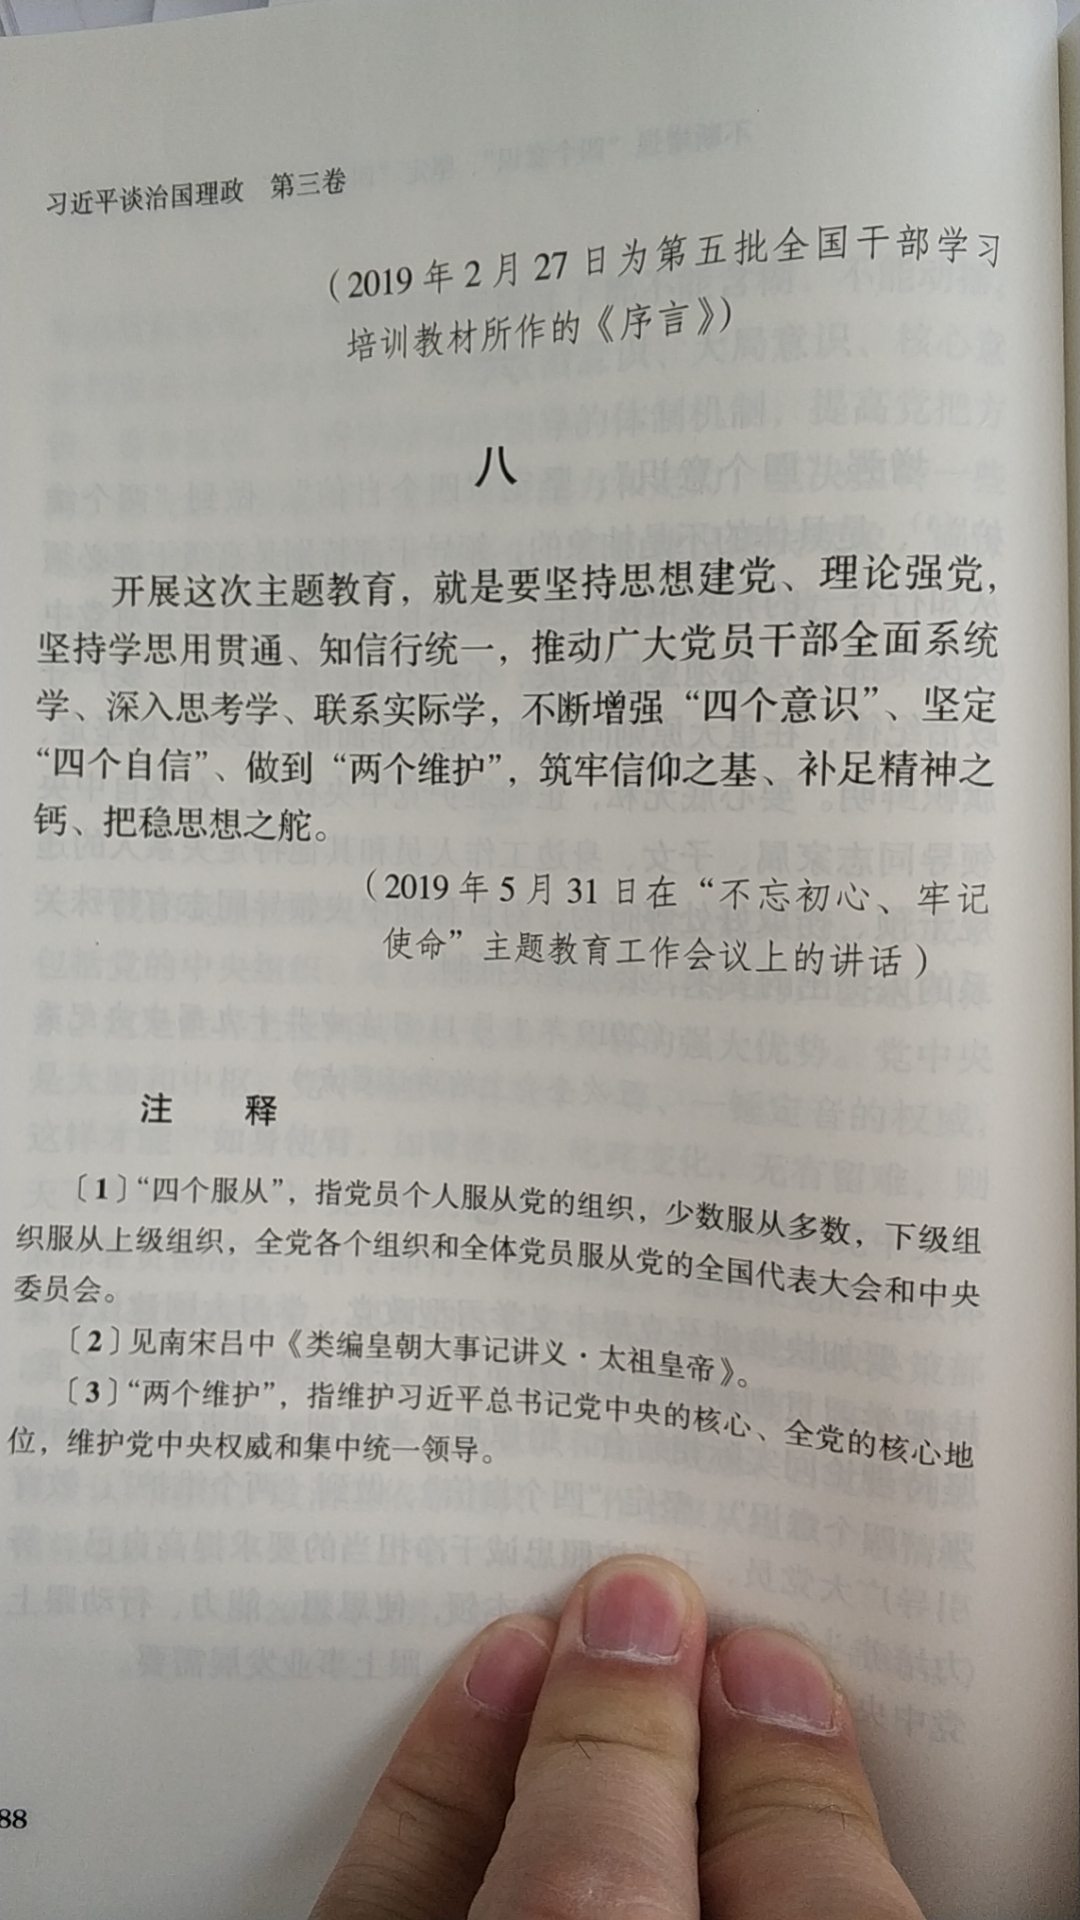 习近平谈治国理政 第三卷
（2019 年 2 月 27 日为第五批全国干部学习
培训教材所作的《序言》）
八
开展这次主题教育，就是要坚持思想建党、理论强党，
坚持学思用贯通、知信行统一，推动广大党员干部全面系统
学、深入思考学、联系实际学，不断增强“四个意识”、坚定
“四个自信”、做到“两个维护”，筑牢信仰之基、补足精神之
钙、把稳思想之舵。
（2019 年 5 月 31 日在“不忘初心、牢记
使命”主题教育工作会议上的讲话）
注 释
〔1〕“四个服从”，指党员个人服从党的组织，少数服从多数，下级组
织服从上级组织，全党各个组织和全体党员服从党的全国代表大会和中央
委员会。
〔2〕见南宋吕中《类编皇朝大事记讲义·太祖皇帝》。
〔3〕“两个维护”，指维护习近平总书记党中央的核心、全党的核心地
位，维护党中央权威和集中统一领导。
88